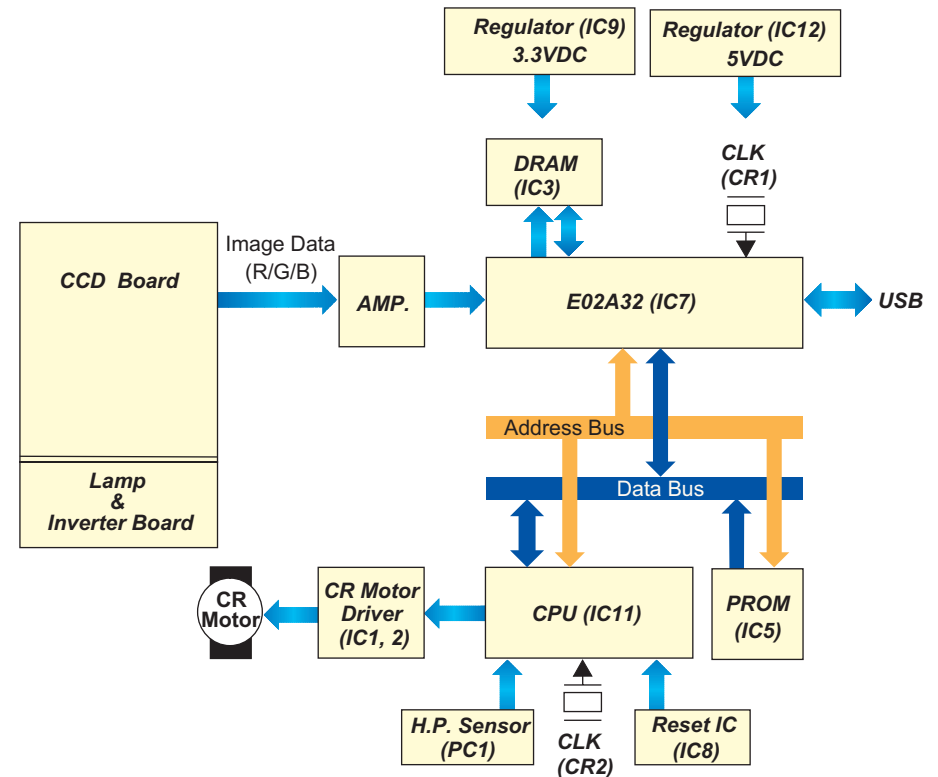 Regulator (IC9)
3.3VDC
Regulator (IC12)
5VDC
DRAM
(IC3)
CLK
(CR1)
CCD Board
Image Data
(R/G/B)
AMP.
E02A32 (IC7)
USB
Address Bus
Data Bus
Lamp
&
Inverter Board
CR
Motor
CR Motor
Driver
(IC1, 2)
CPU (IC11)
PROM
(IC5)
H.P. Sensor
(PC1)
CLK
(CR2)
Reset IC
(IC8)